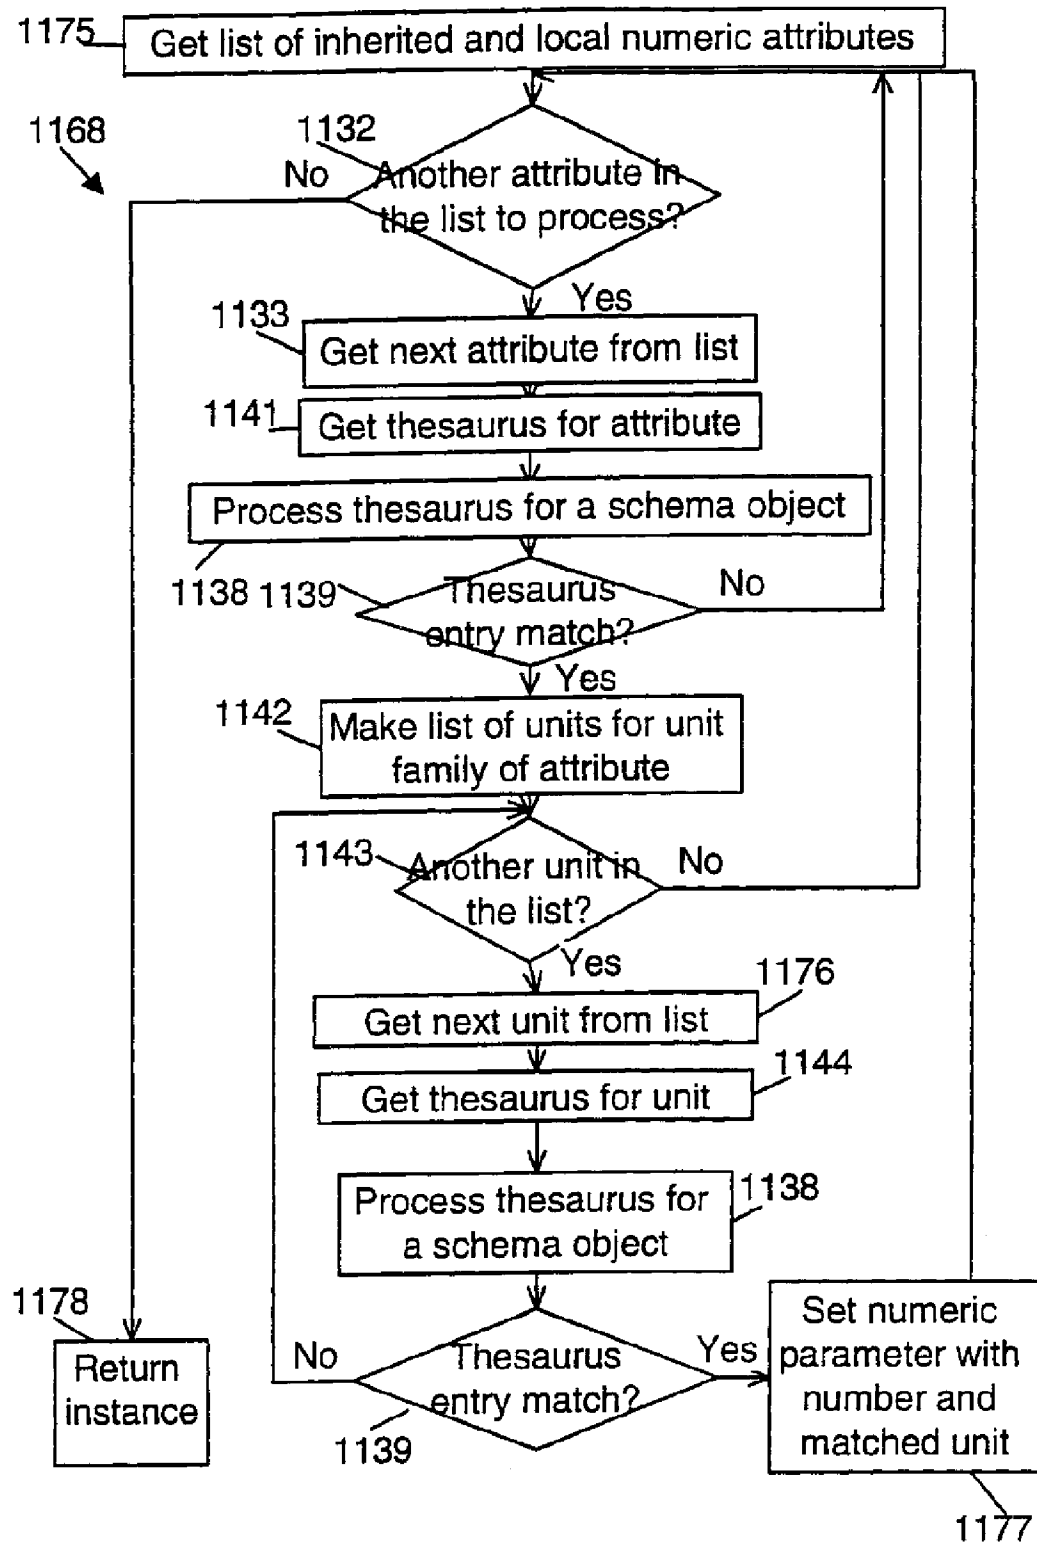 1175
Get list of inherited and local numeric attributes
1168
1132
No
Another attribute in
the list to process?
Yes
1133
Get next attribute from list
1141
Get thesaurus for attribute
Process thesaurus for a schema object
1138
1139
Thesaurus
entry match?
No
Yes
1142
Make list of units for unit
family of attribute
1143
Another unit in
the list?
No
Yes
1176
Get next unit from list
1144
Get thesaurus for unit
1138
Process thesaurus for
a schema object
1178
Return
instance
No
Thesaurus
entry match?
Yes
1139
Set numeric
parameter with
number and
matched unit
1177